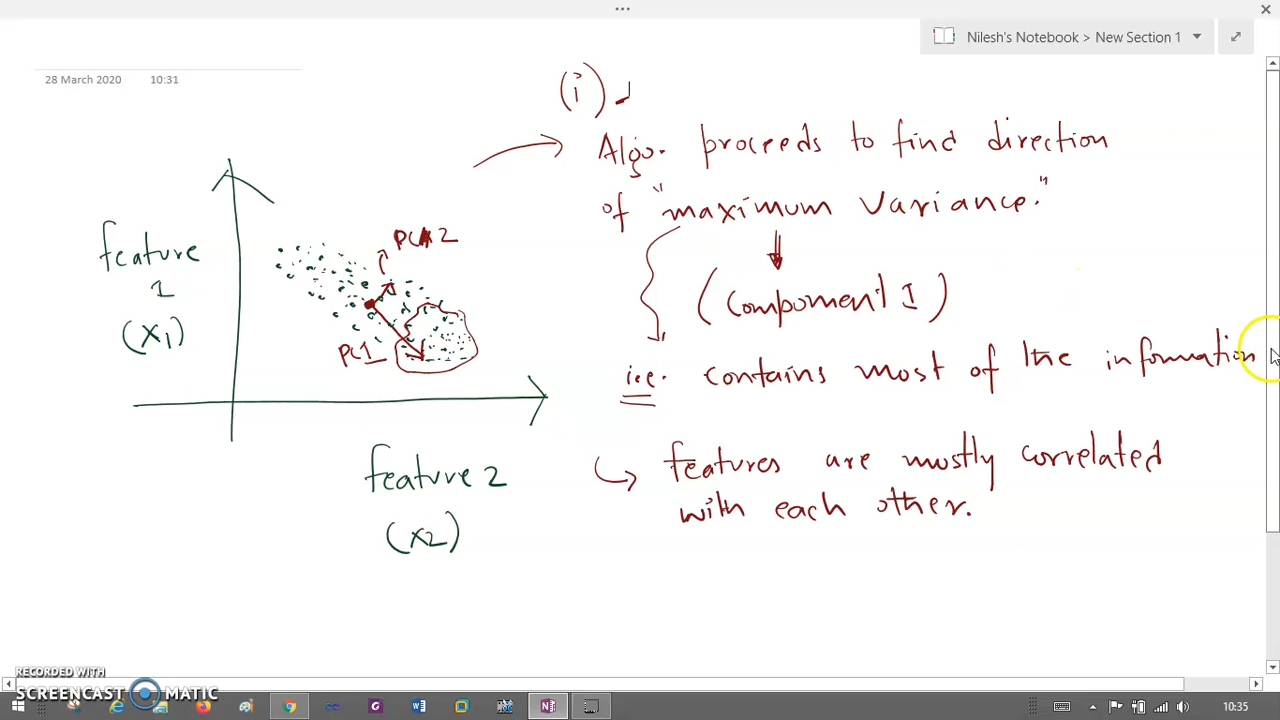 Nilesh's Notebook > New Section 1
28 March 2020 10:31
(i)
Algo. proceeds to find direction
of "maximum variance."
(component I)
i.e. contains most of the information
features are mostly correlated
with each other.
feature
1
(x1)
PC 2
PC1
feature 2
(x2)
RECORDED WITH
SCREENCAST MATIC
10:35